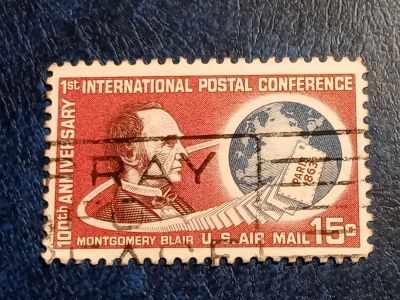 1st INTERNATIONAL POSTAL CONFERENCE
100th ANNIVERSARY
PARIS
1863
RAY
MONTGOMERY BLAIR U.S. AIR MAIL 15c